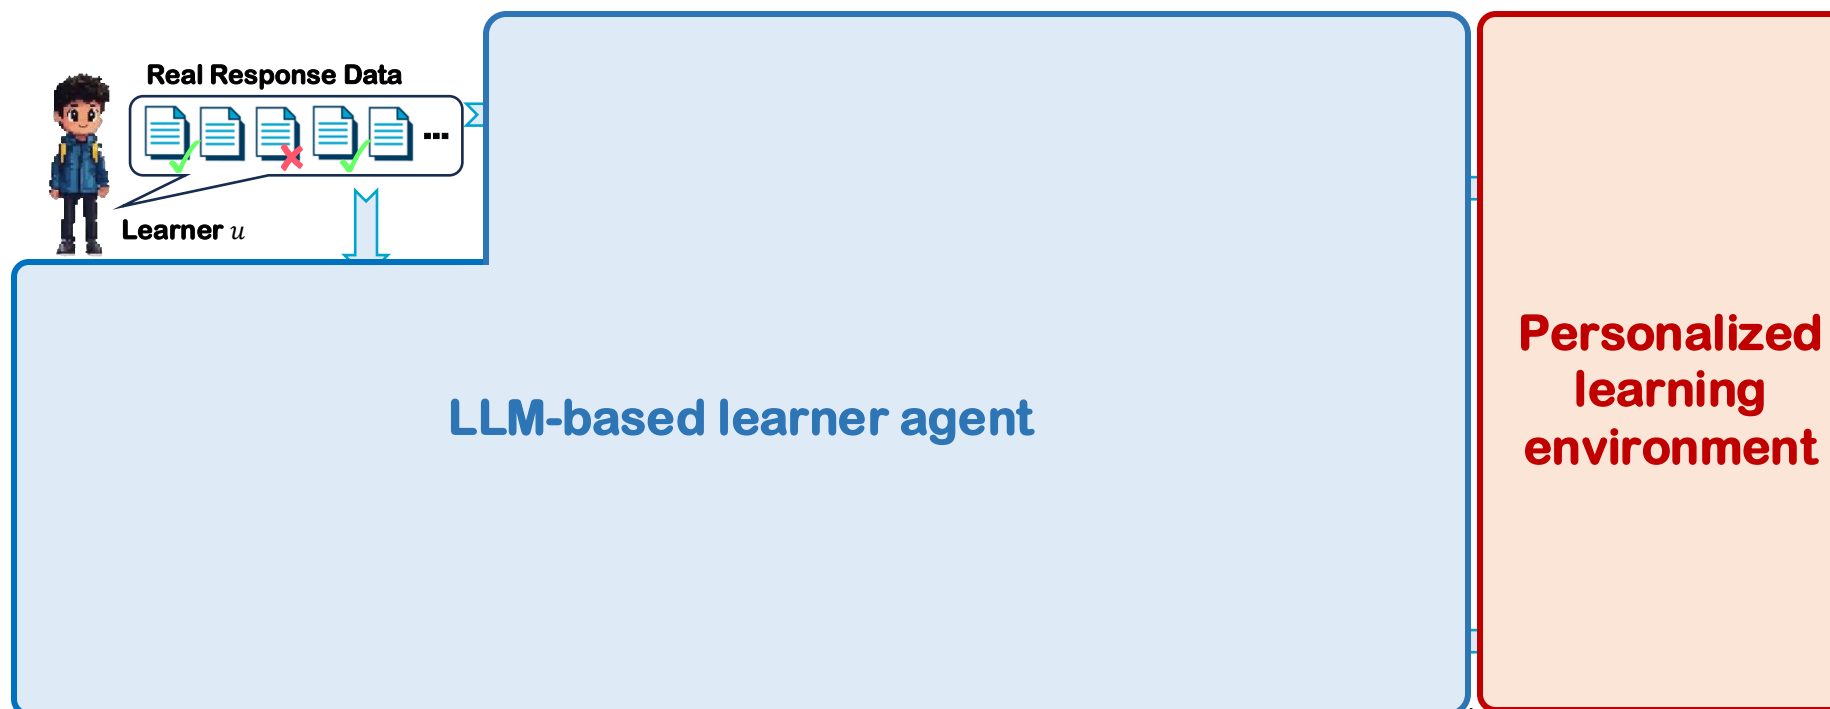 Real Response Data
...
Learner u
LLM-based learner agent
Personalized
learning
environment